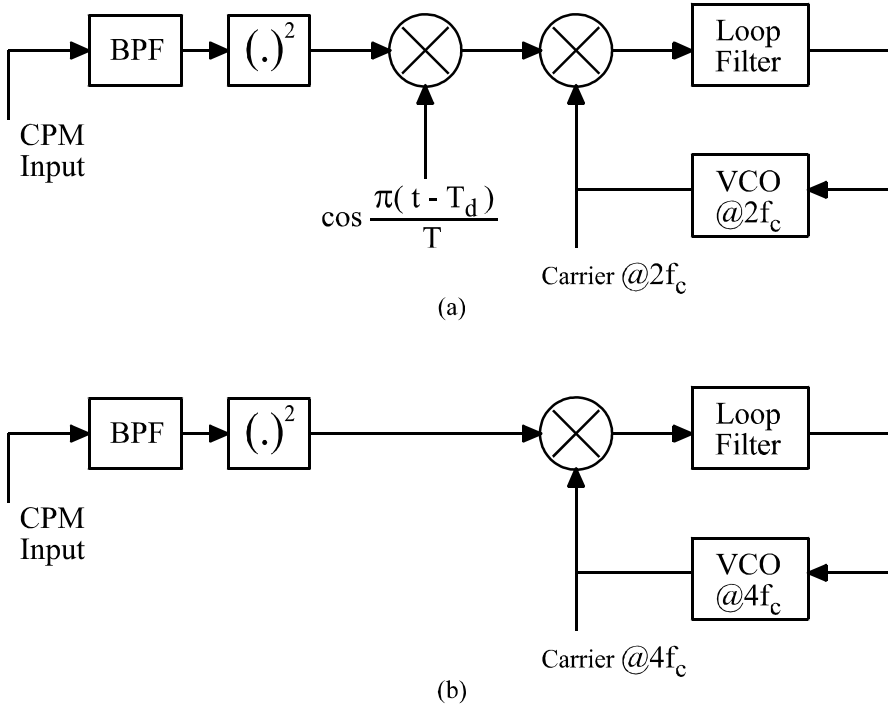 BPF
(.)²
Loop
Filter
CPM
Input
cos π( t - T_d ) / T
VCO
@2f_c
Carrier @2f_c
(a)
BPF
(.)²
Loop
Filter
CPM
Input
VCO
@4f_c
Carrier @4f_c
(b)